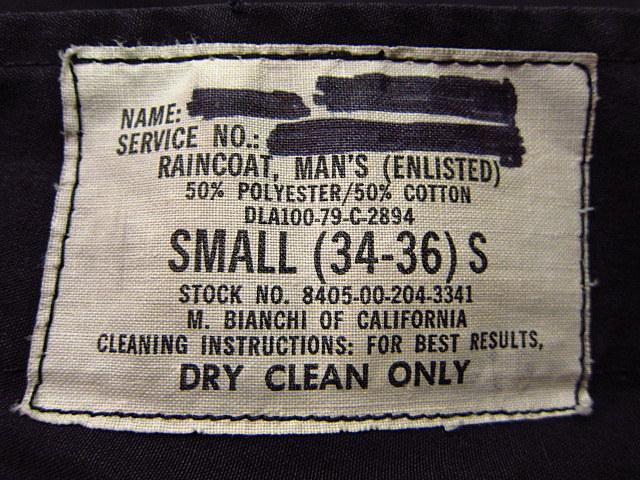 NAME:
SERVICE NO.:
RAINCOAT, MAN'S (ENLISTED)
50% POLYESTER/50% COTTON
DLA100-79-C-2894
SMALL (34-36) S
STOCK NO. 8405-00-204-3341
M. BIANCHI OF CALIFORNIA
CLEANING INSTRUCTIONS: FOR BEST RESULTS,
DRY CLEAN ONLY